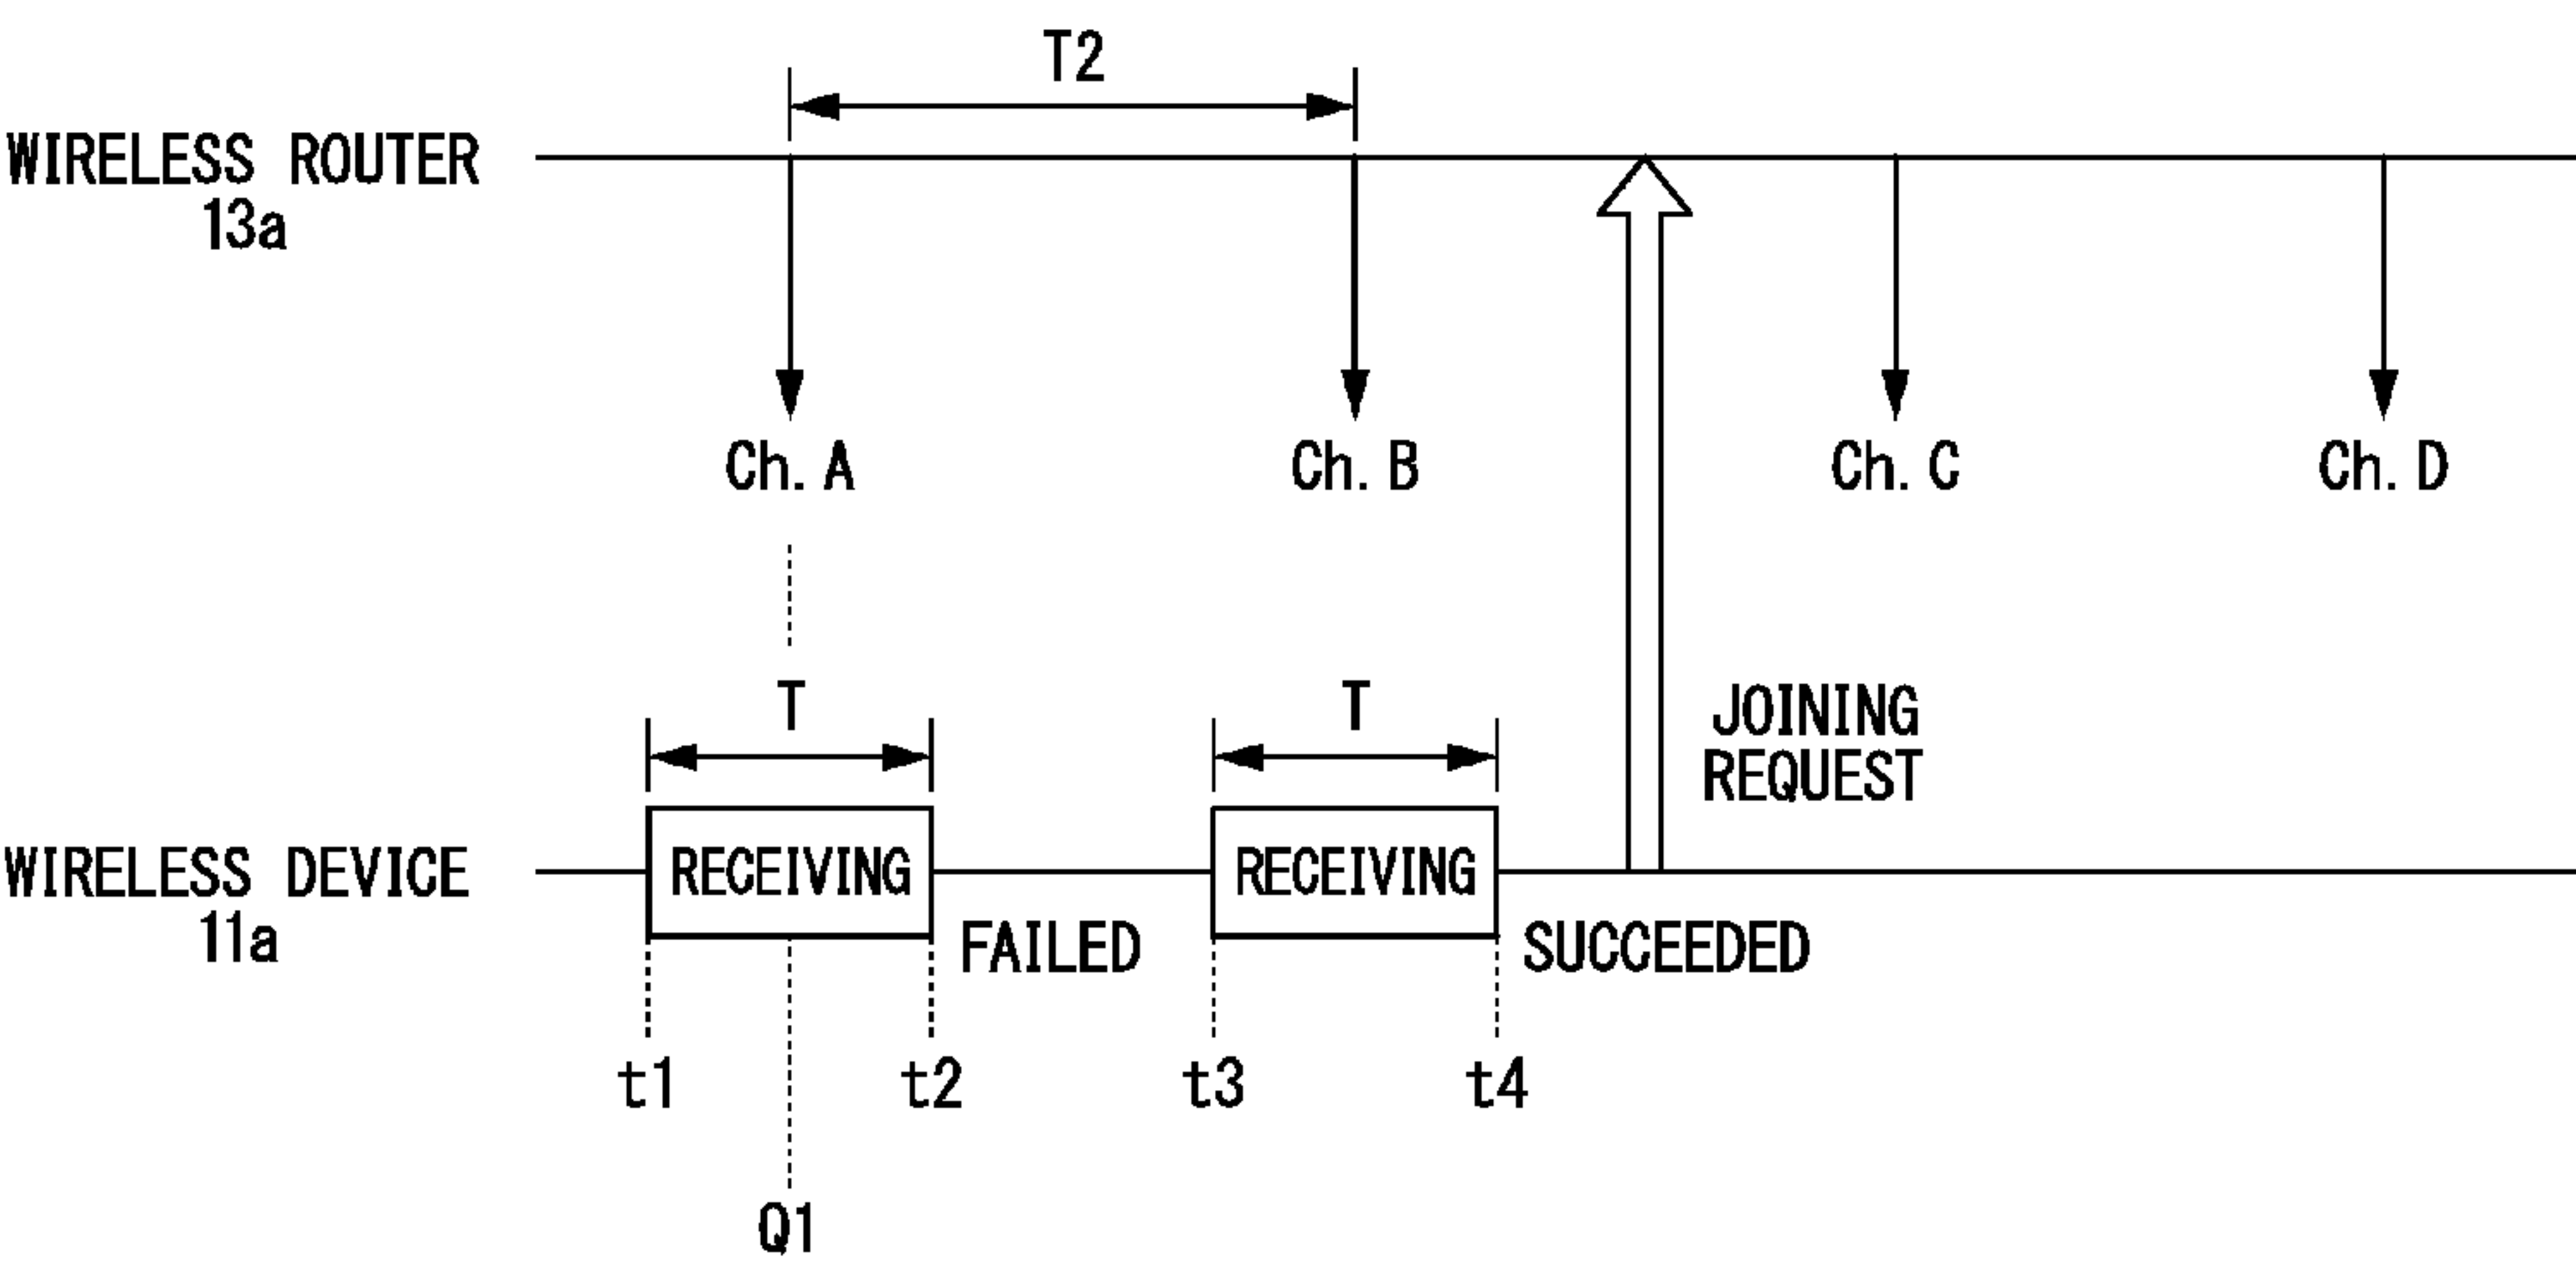 T2
WIRELESS ROUTER
13a
Ch. A
Ch. B
Ch. C
Ch. D
T
T
JOINING
REQUEST
WIRELESS DEVICE
11a
RECEIVING
RECEIVING
FAILED
SUCCEEDED
t1
t2
t3
t4
Q1